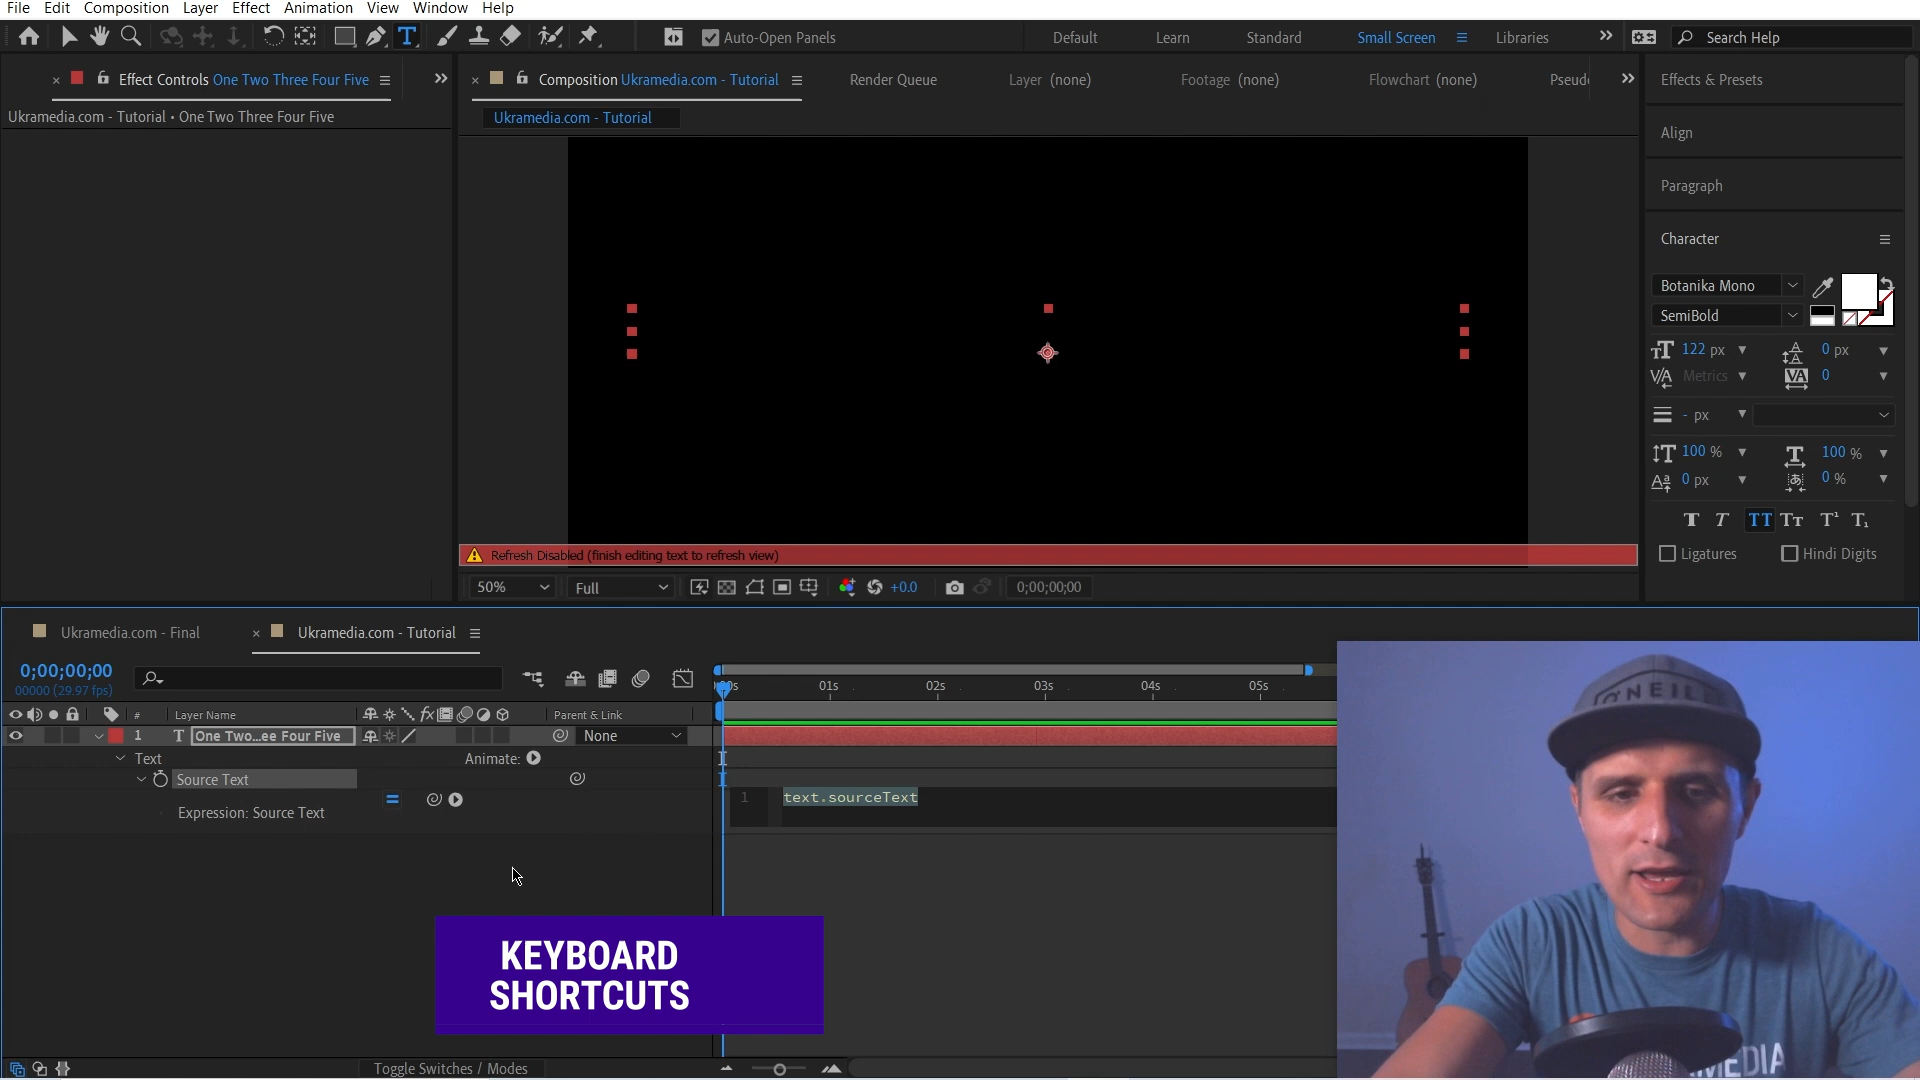 File Edit Composition Layer Effect Animation View Window Help
Auto-Open Panels
Default Learn Standard Small Screen Libraries
Search Help
Effect Controls One Two Three Four Five
Ukramedia.com - Tutorial • One Two Three Four Five
Composition Ukramedia.com - Tutorial
Render Queue
Layer (none)
Footage (none)
Flowchart (none)
Ukramedia.com - Tutorial
Effects & Presets
Align
Paragraph
Character
Botanika Mono
SemiBold
122 px
0 px
Metrics
0
- px
100 %
100 %
0 px
0 %
Ligatures
Hindi Digits
Refresh Disabled (finish editing text to refresh view)
50%
Full
+0.0
0;00;00;00
Ukramedia.com - Final
Ukramedia.com - Tutorial
0;00;00;00
00000 (29.97 fps)
01s 02s 03s 04s 05s
# Layer Name
Parent & Link
1 One Two...ee Four Five
None
Text
Animate:
Source Text
Expression: Source Text
1 text.sourceText
KEYBOARD
SHORTCUTS
O'NEILL
Toggle Switches / Modes